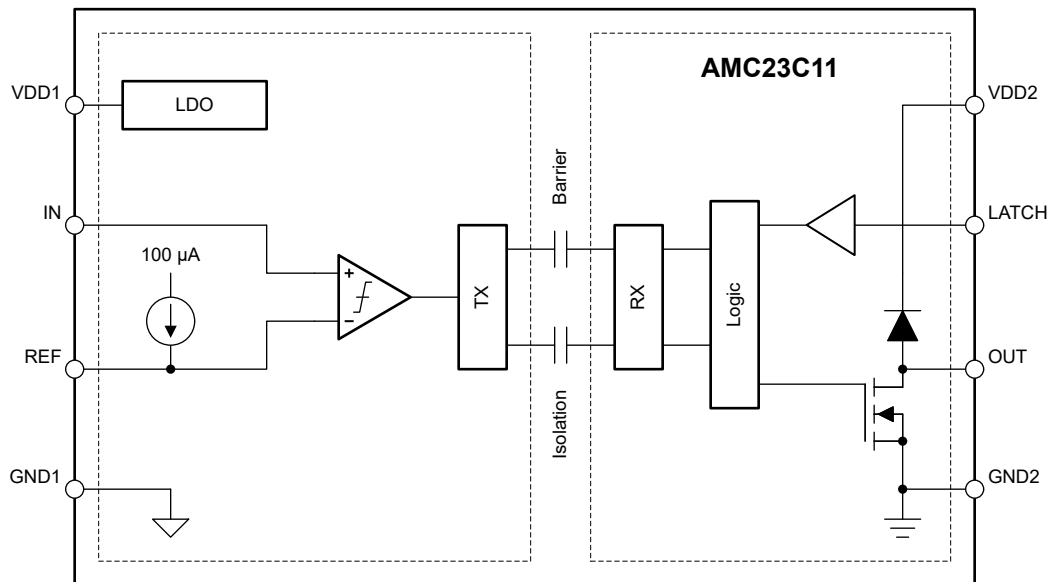 AMC23C11
VDD1
LDO
VDD2
IN
Barrier
LATCH
100 µA
+
−
TX
RX
Logic
REF
OUT
Isolation
GND1
GND2